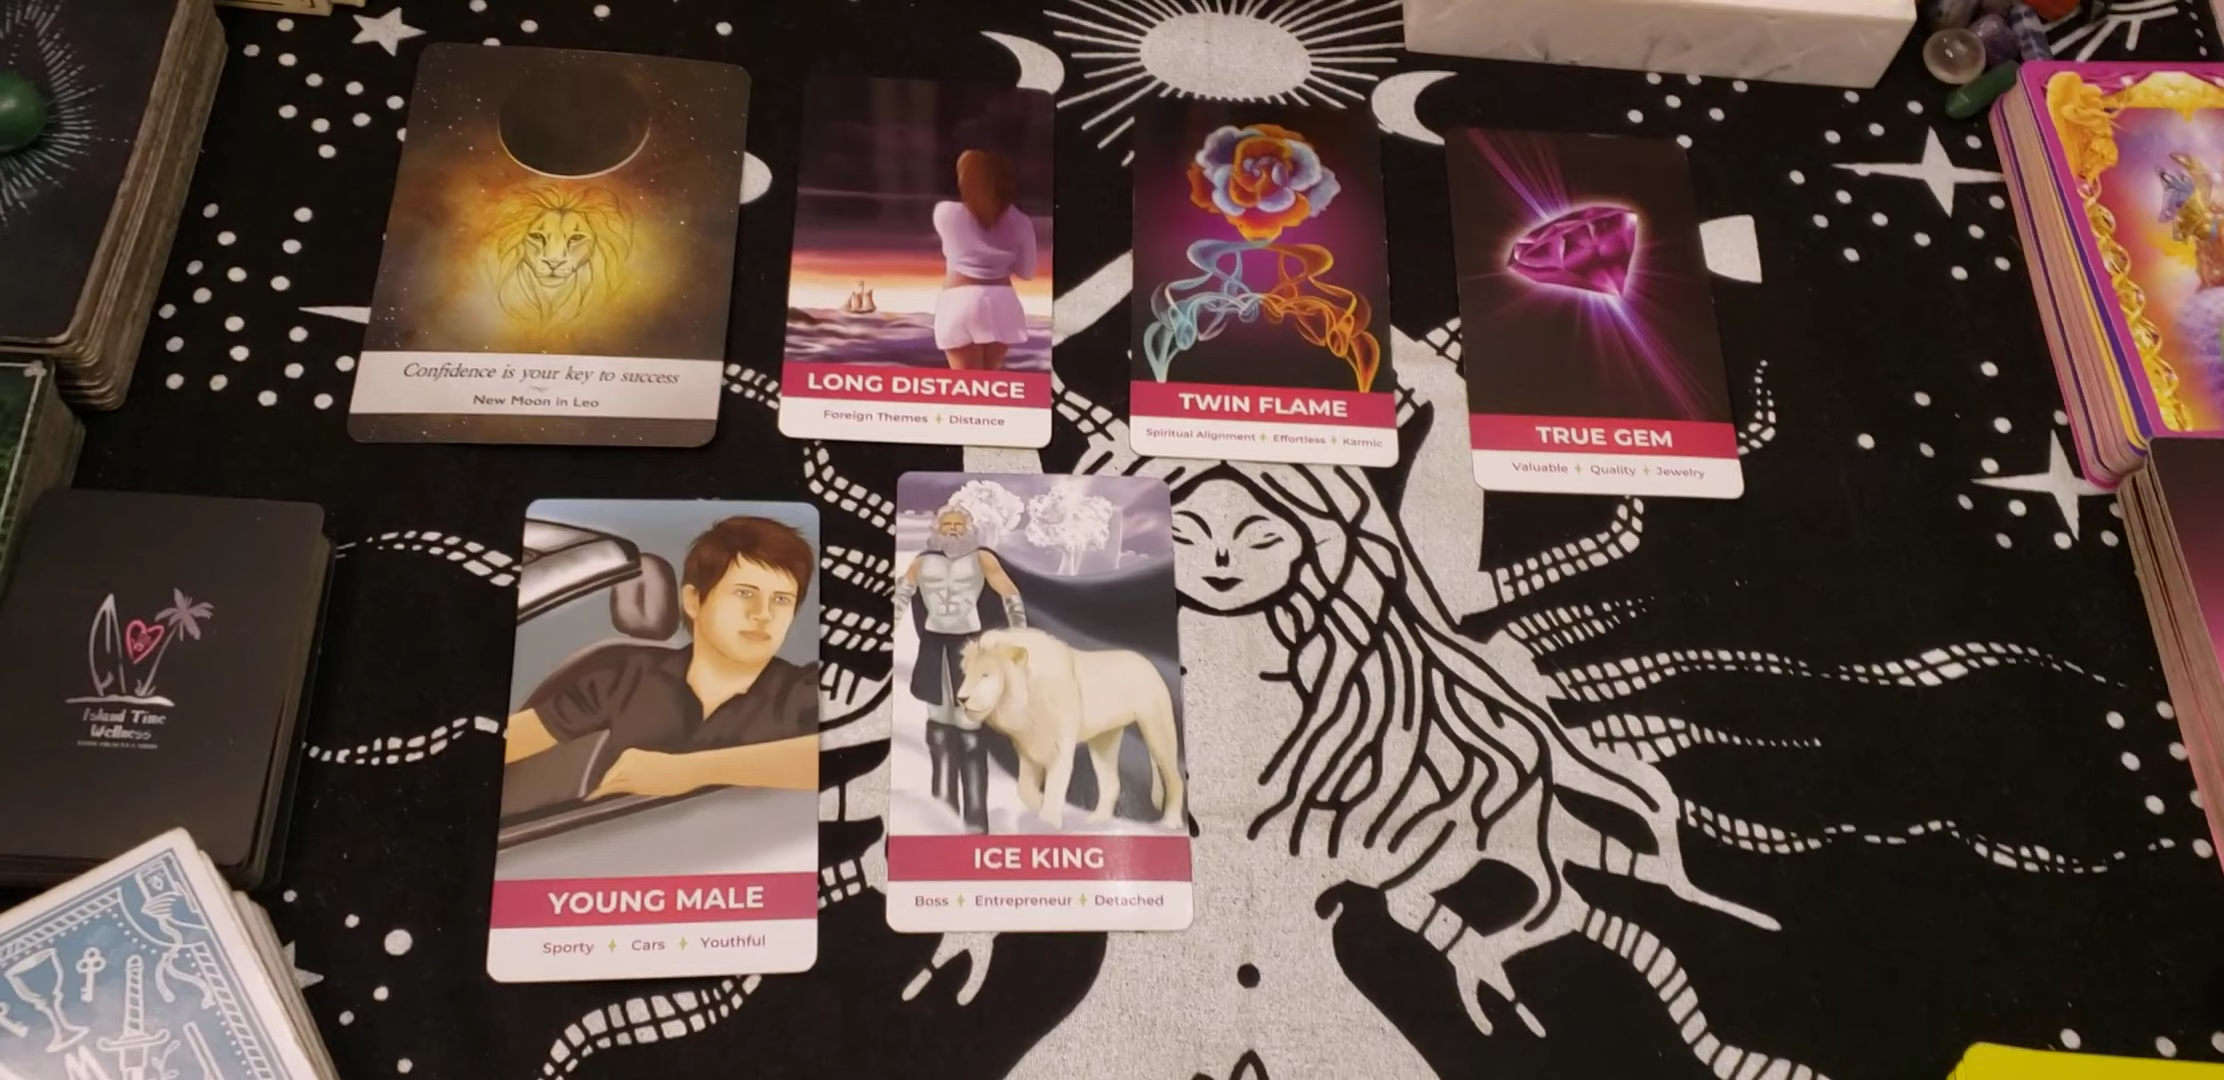 Confidence is your key to success
New Moon in Leo
LONG DISTANCE
Foreign Themes + Distance
TWIN FLAME
Spiritual Alignment + Effortless + Karmic
TRUE GEM
Valuable + Quality + Jewelry
Island Time
Wellness
YOUNG MALE
Sporty + Cars + Youthful
ICE KING
Boss + Entrepreneur + Detached